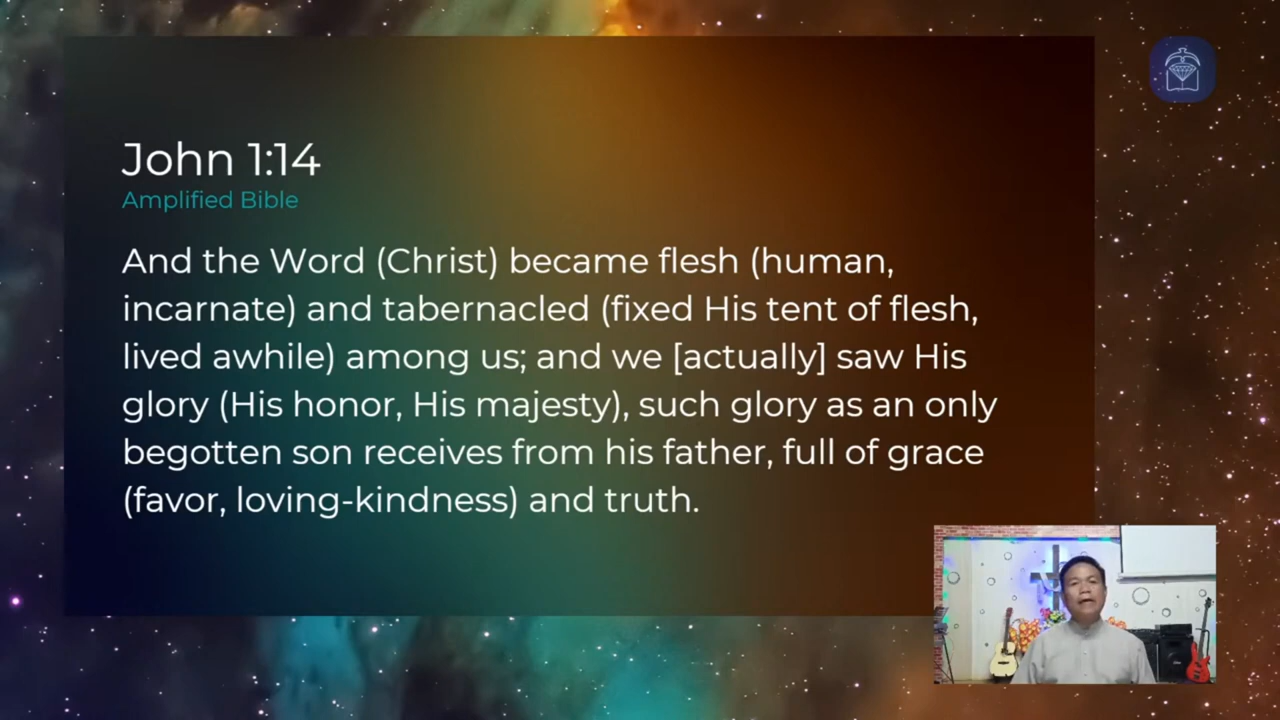 John 1:14
Amplified Bible
And the Word (Christ) became flesh (human,
incarnate) and tabernacled (fixed His tent of flesh,
lived awhile) among us; and we [actually] saw His
glory (His honor, His majesty), such glory as an only
begotten son receives from his father, full of grace
(favor, loving-kindness) and truth.